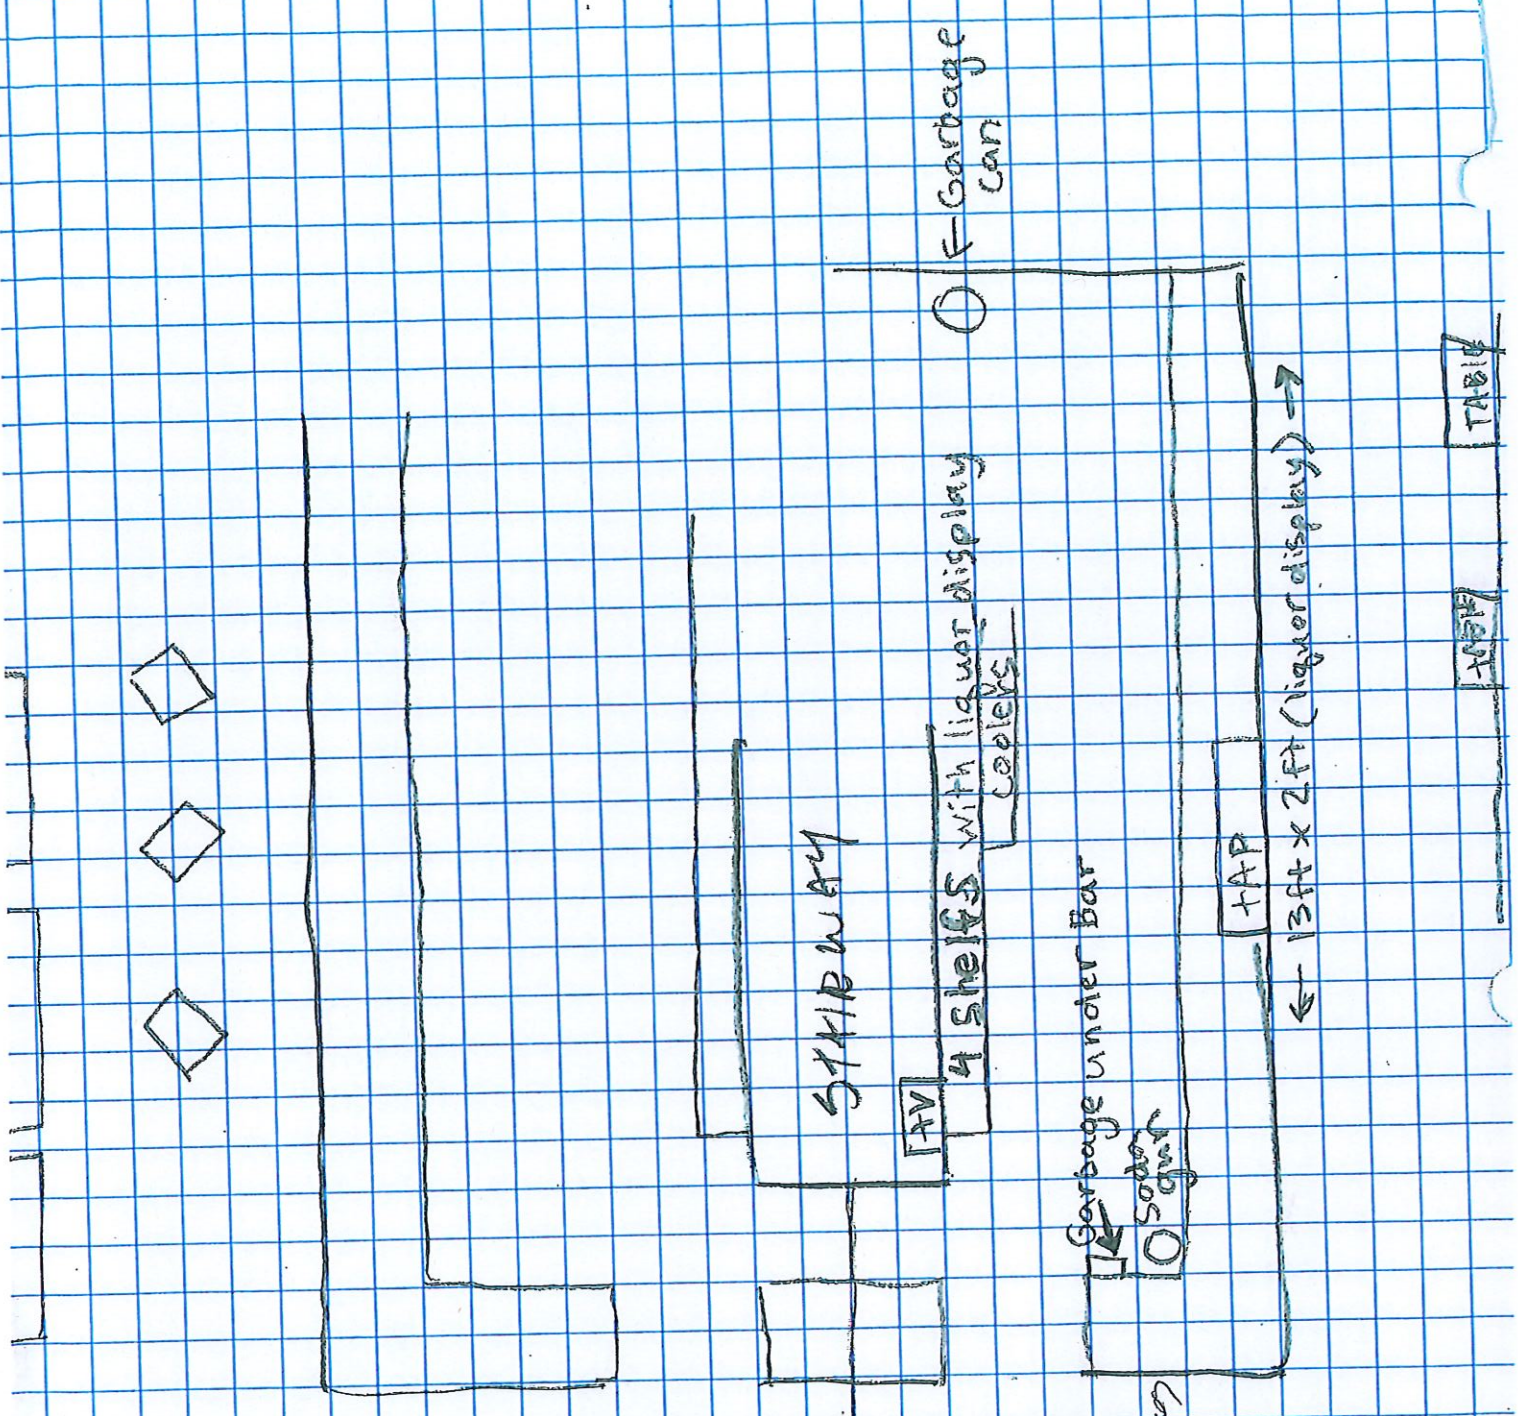 ←Garbage
can
STAIRWAY
TV
4 Shelfs with liquor display
coolers
Garbage under Bar
Soda
gun
TAP
← 13ft x 2Ft (liquor display) →
TABLE
TABLE